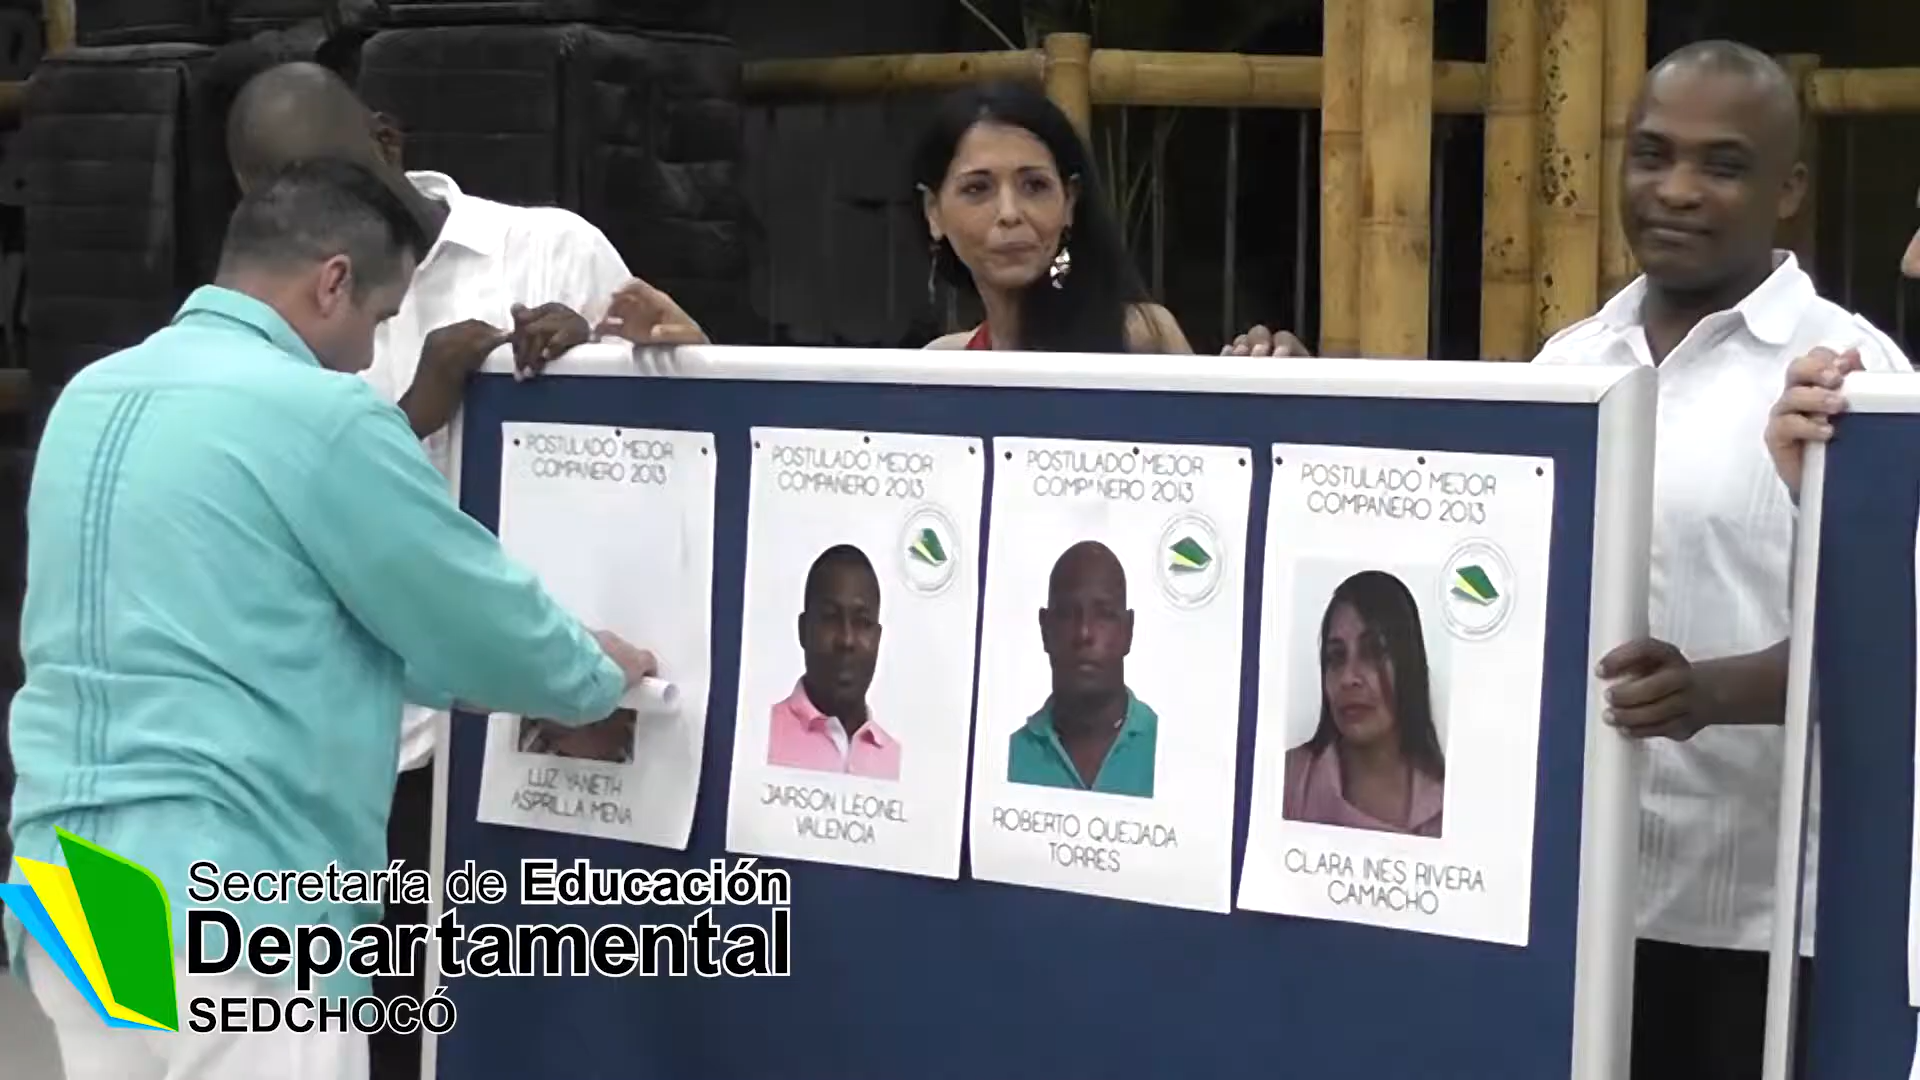 POSTULADO MEJOR
COMPAÑERO 2013
LUZ YANETH
ASPRILLA MENA
POSTULADO MEJOR
COMPAÑERO 2013
JAIRSON LEONEL
VALENCIA
POSTULADO MEJOR
COMPAÑERO 2013
ROBERTO QUEJADA
TORRES
POSTULADO MEJOR
COMPAÑERO 2013
CLARA INÉS RIVERA
CAMACHO
Secretaría de Educación
Departamental
SEDCHOCÓ